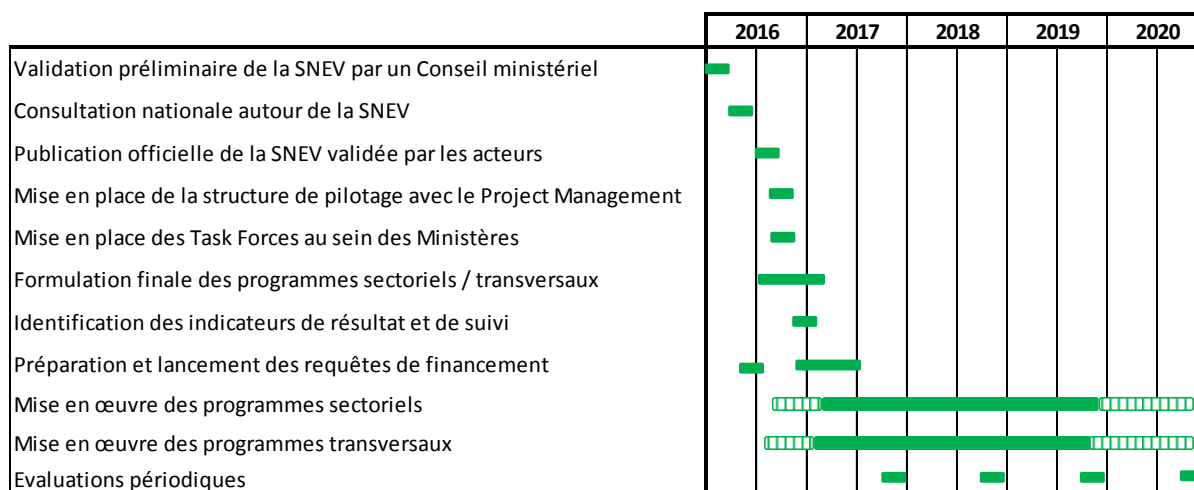 2016 2017 2018 2019 2020
Validation préliminaire de la SNEV par un Conseil ministériel
Consultation nationale autour de la SNEV
Publication officielle de la SNEV validée par les acteurs
Mise en place de la structure de pilotage avec le Project Management
Mise en place des Task Forces au sein des Ministères
Formulation finale des programmes sectoriels / transversaux
Identification des indicateurs de résultat et de suivi
Préparation et lancement des requêtes de financement
Mise en œuvre des programmes sectoriels
Mise en œuvre des programmes transversaux
Evaluations périodiques